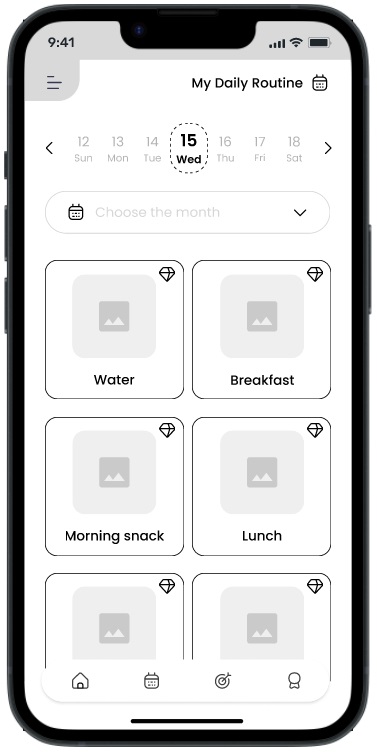 9:41
My Daily Routine
12 13 14 15 16 17 18
Sun Mon Tue Wed Thu Fri Sat
Choose the month
Water Breakfast
Morning snack Lunch